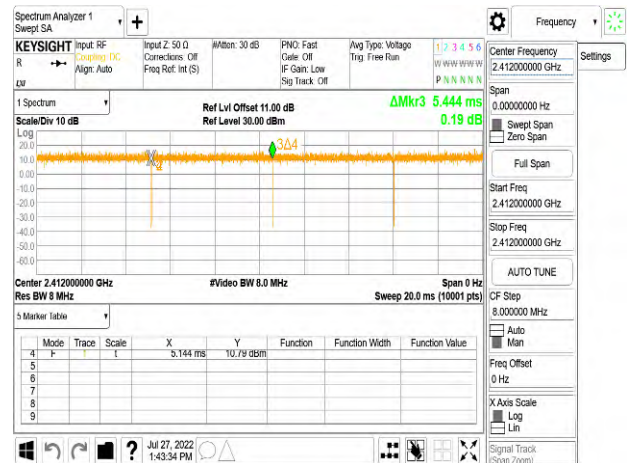 Spectrum Analyzer 1
Swept SA
+
Frequency
KEYSIGHT
R
Input: RF
Coupling: DC
Align: Auto
Input Z: 50 Ω
Corrections: Off
Freq Ref: Int (S)
#Atten: 30 dB
PNO: Fast
Gate: Off
IF Gain: Low
Sig Track: Off
Avg Type: Voltage
Trig: Free Run
1 2 3 4 5 6
W W W W W W
P N N N N N
1 Spectrum
Scale/Div 10 dB
Ref Lvl Offset 11.00 dB
Ref Level 30.00 dBm
ΔMkr3 5.444 ms
0.19 dB
Log
20.0
10.0
0.00
-10.0
-20.0
-30.0
-40.0
-50.0
-60.0
3Δ4
Center 2.412000000 GHz
Res BW 8 MHz
#Video BW 8.0 MHz
Span 0 Hz
Sweep 20.0 ms (10001 pts)
5 Marker Table
Mode Trace Scale X Y Function Function Width Function Value
4 F 1 t 5.144 ms 10.79 dBm
5
6
7
8
9
Jul 27, 2022
1:43:34 PM
Center Frequency
2.412000000 GHz
Settings
Span
0.00000000 Hz
Swept Span
Zero Span
Full Span
Start Freq
2.412000000 GHz
Stop Freq
2.412000000 GHz
AUTO TUNE
CF Step
8.000000 MHz
Auto
Man
Freq Offset
0 Hz
X Axis Scale
Log
Lin
Signal Track
(Span Zoom)